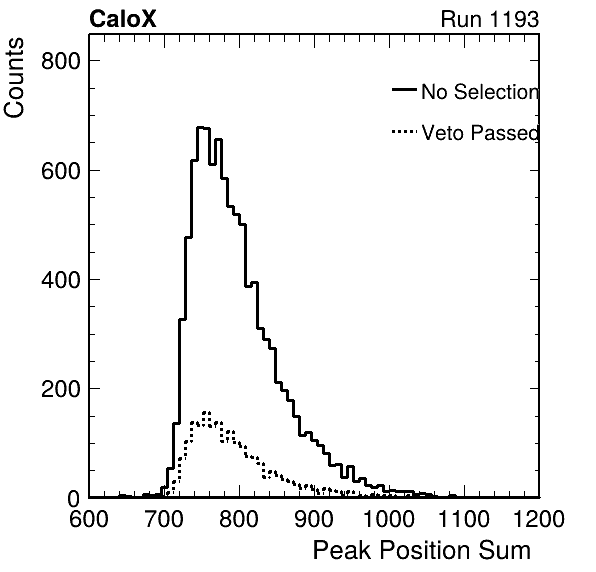 CaloX Run 1193
Counts
800
No Selection
Veto Passed
600
400
200
0
600 700 800 900 1000 1100 1200
Peak Position Sum